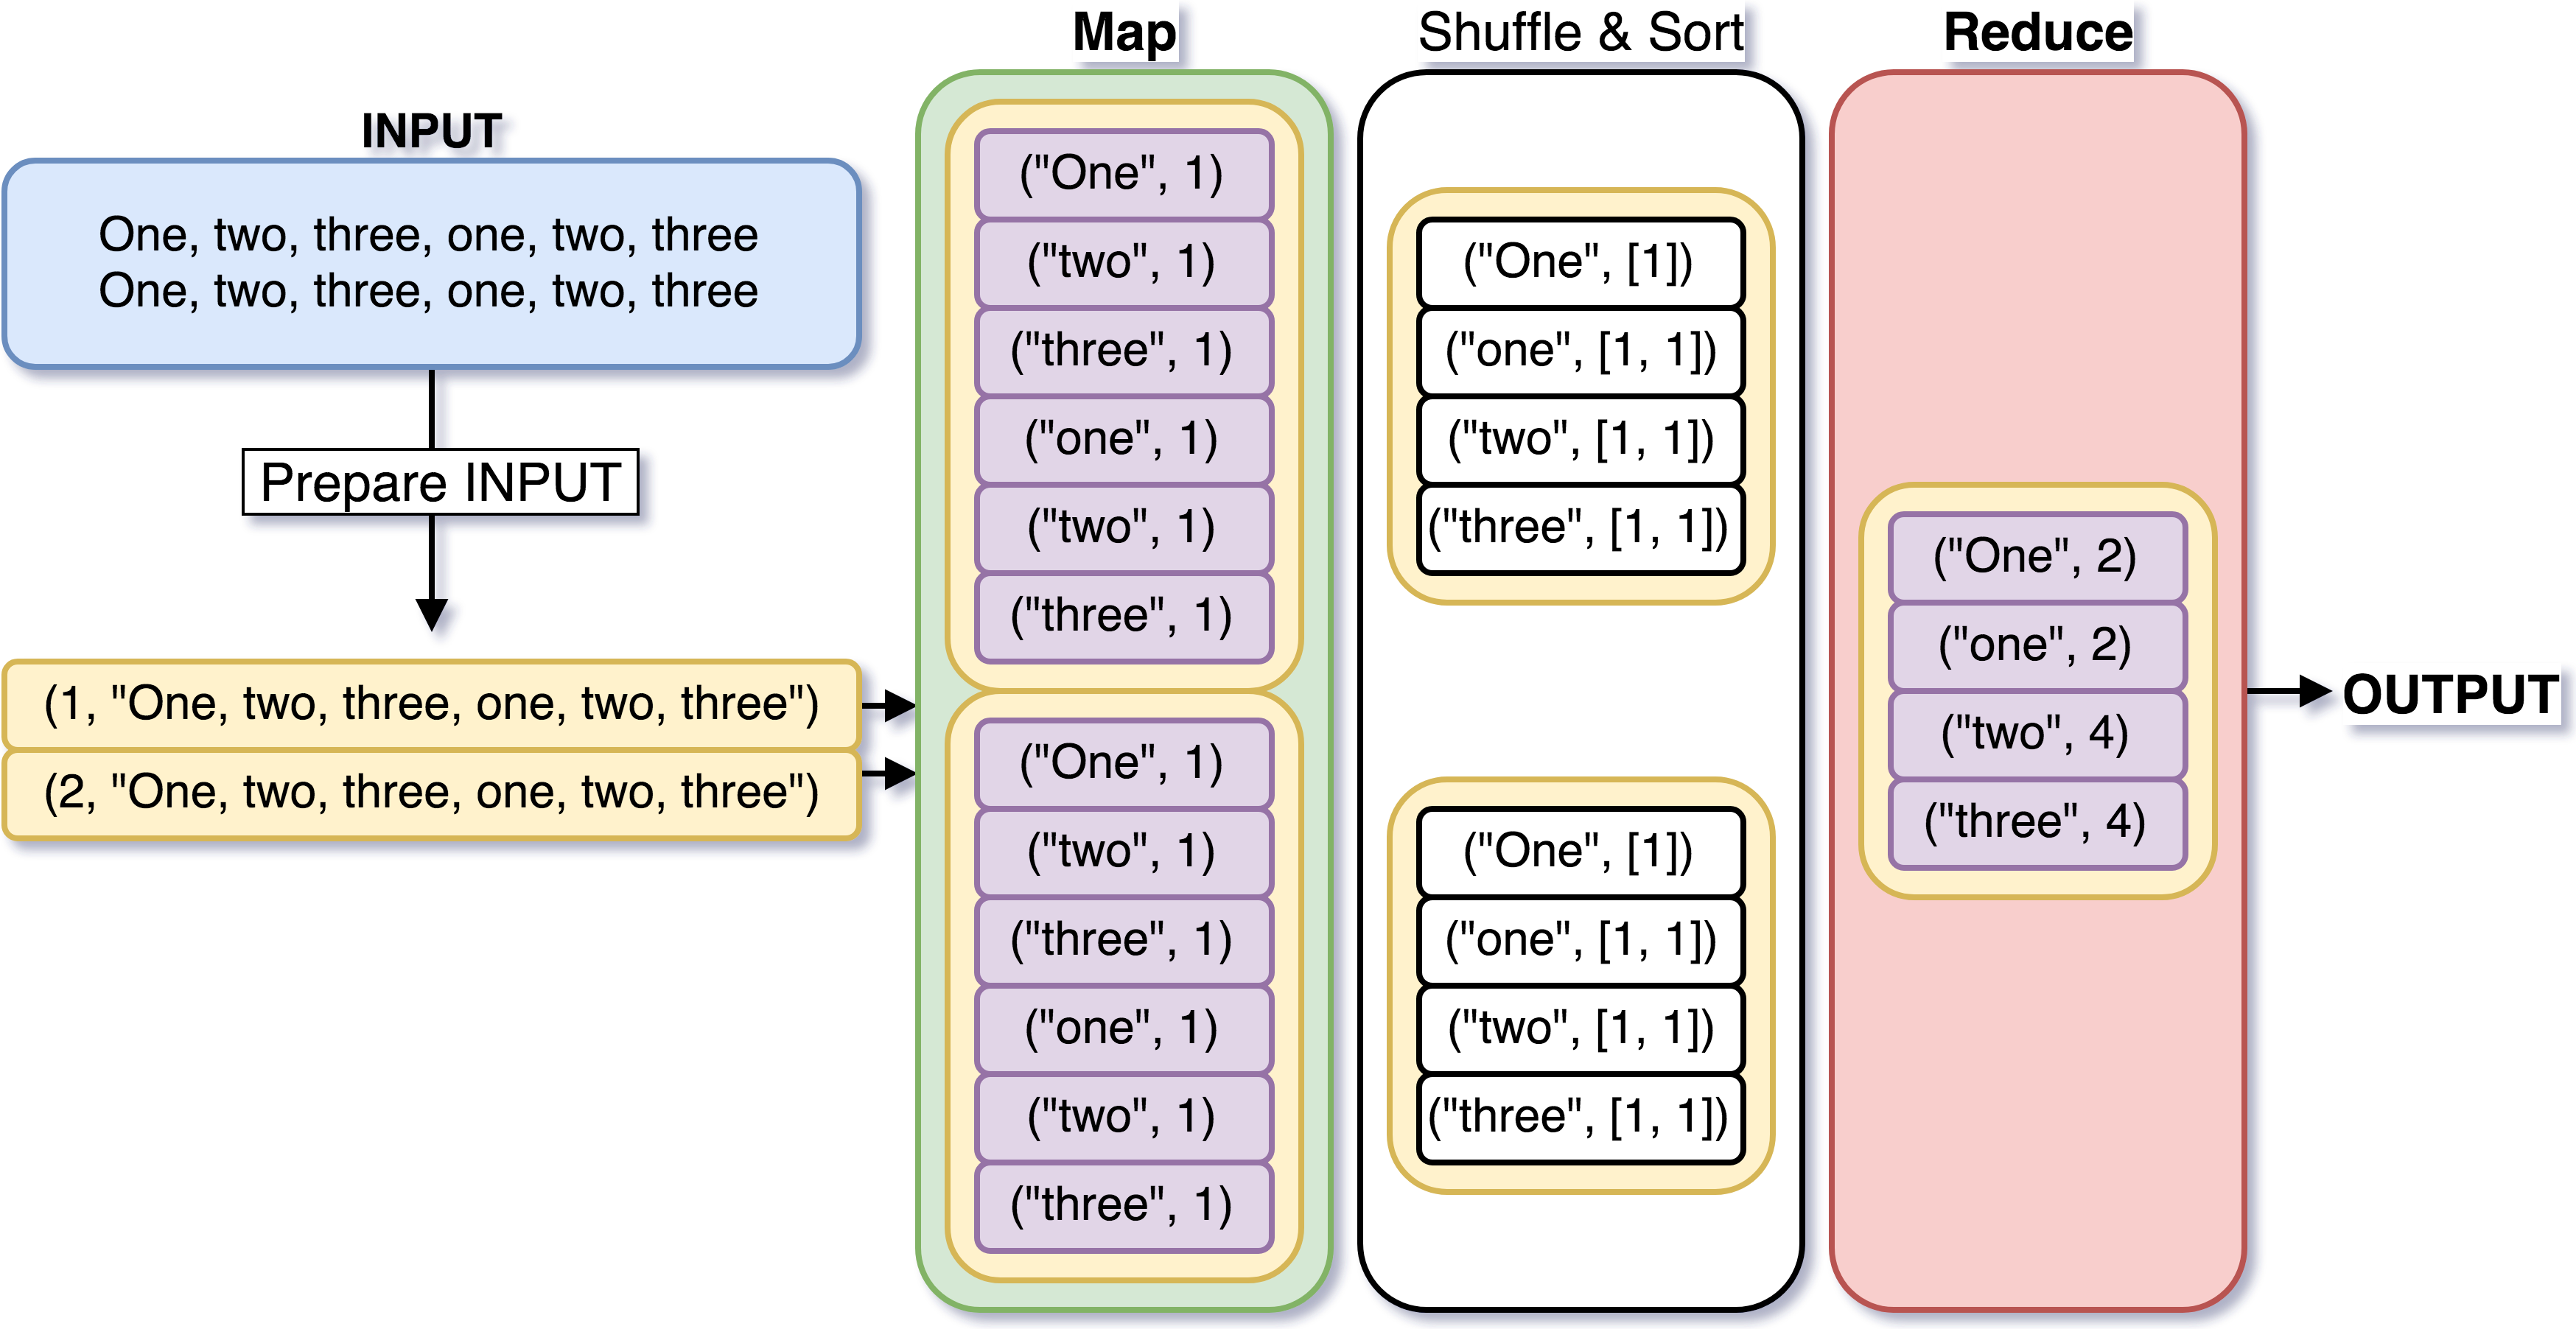 INPUT
One, two, three, one, two, three
One, two, three, one, two, three
Prepare INPUT
(1, "One, two, three, one, two, three")
(2, "One, two, three, one, two, three")
Map
("One", 1)
("two", 1)
("three", 1)
("one", 1)
("two", 1)
("three", 1)
("One", 1)
("two", 1)
("three", 1)
("one", 1)
("two", 1)
("three", 1)
Shuffle & Sort
("One", [1])
("one", [1, 1])
("two", [1, 1])
("three", [1, 1])
("One", [1])
("one", [1, 1])
("two", [1, 1])
("three", [1, 1])
Reduce
("One", 2)
("one", 2)
("two", 4)
("three", 4)
OUTPUT